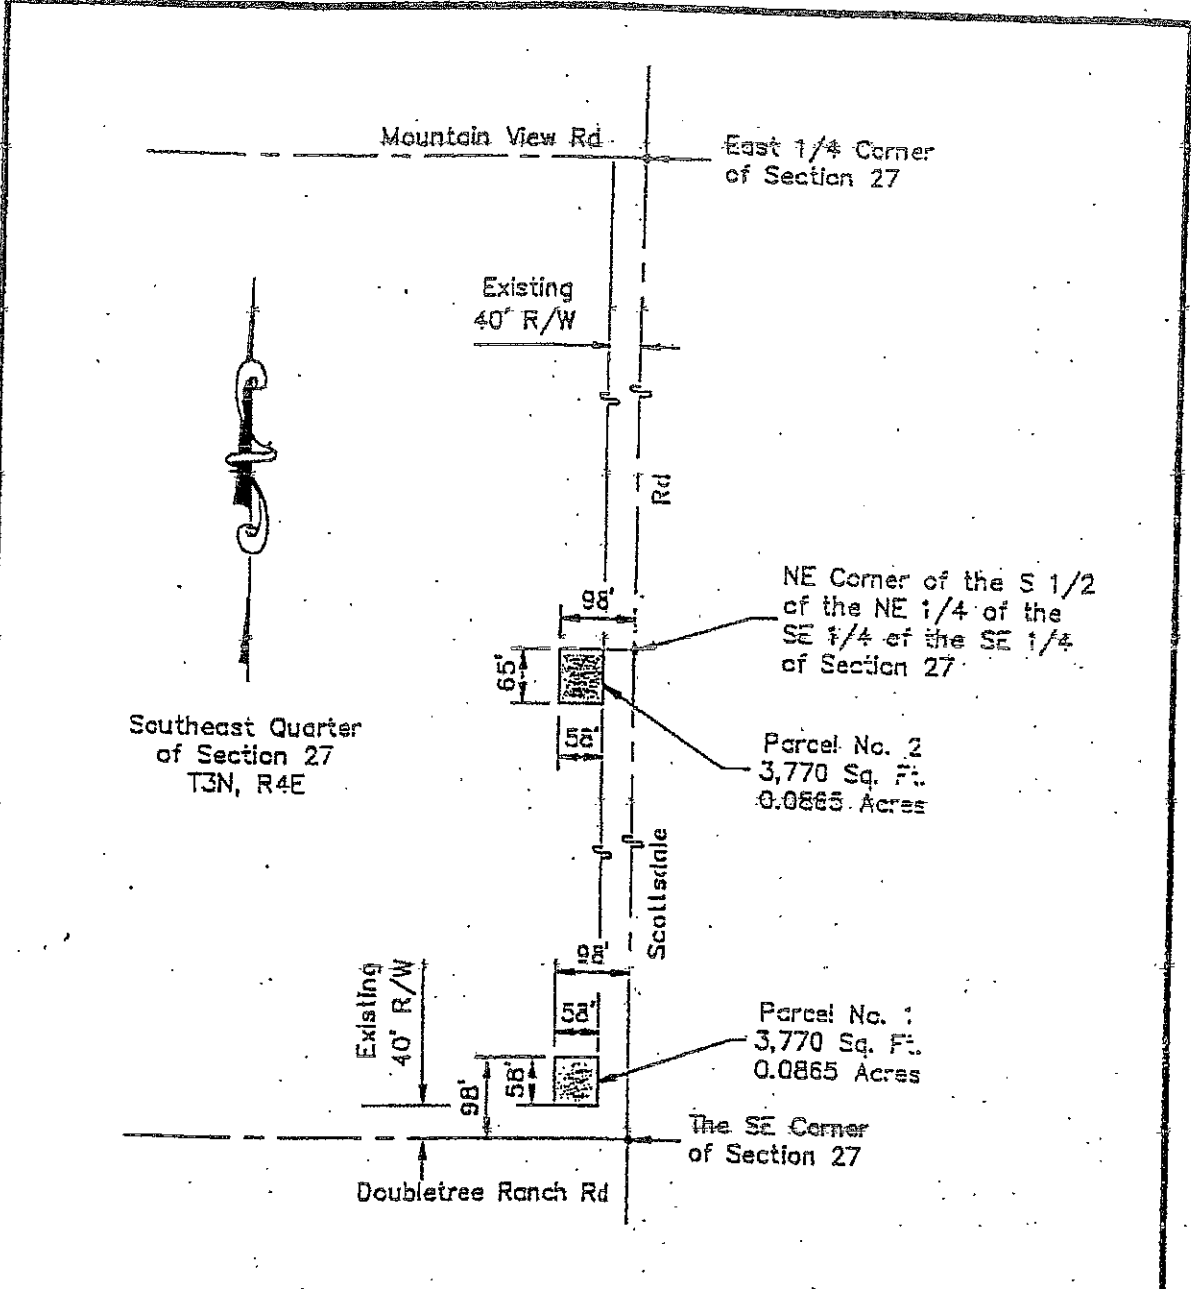 Mountain View Rd
East 1/4 Corner
of Section 27
Existing
40' R/W
Rd
NE Corner of the S 1/2
of the NE 1/4 of the
SE 1/4 of the SE 1/4
of Section 27
98'
65'
58'
Southeast Quarter
of Section 27
T3N, R4E
Parcel No. 2
3,770 Sq. Ft.
0.0865 Acres
Scottsdale
98'
Existing
40' R/W
58'
Parcel No. 1
3,770 Sq. Ft.
0.0865 Acres
98'
58'
The SE Corner
of Section 27
Doubletree Ranch Rd